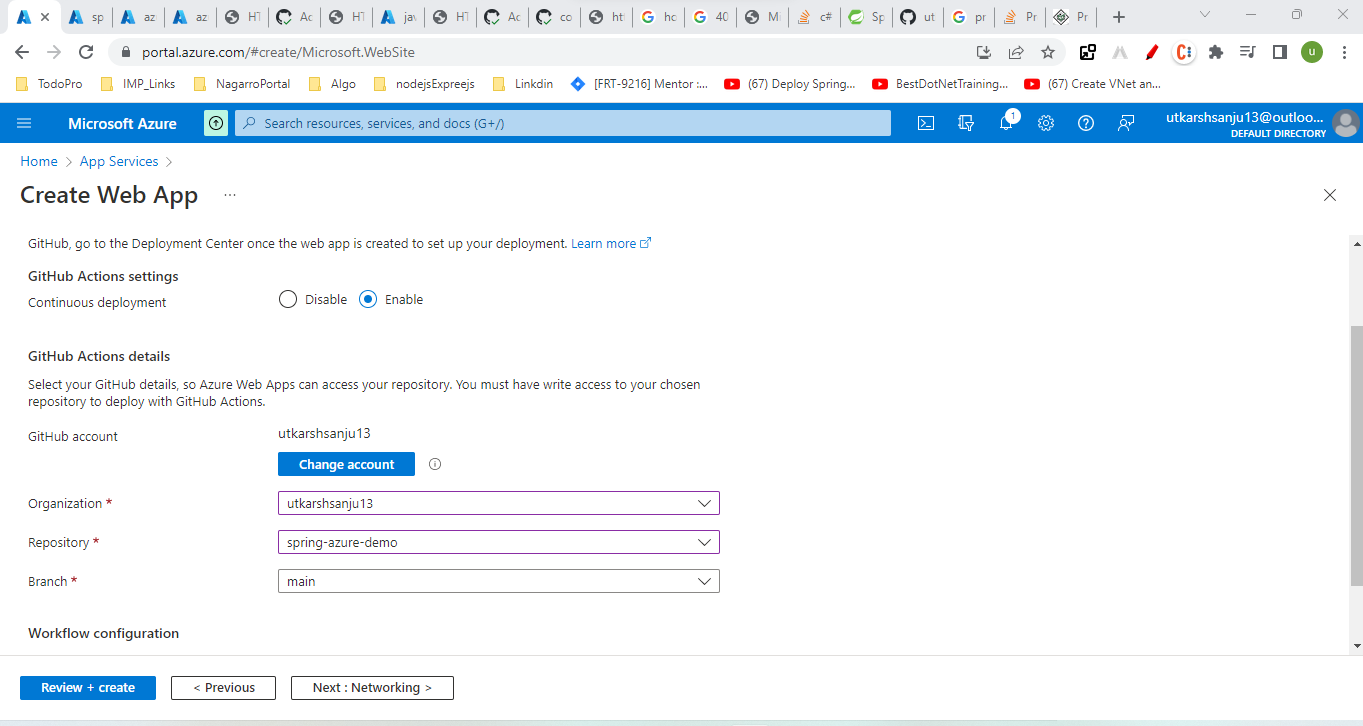 sp
az
az
HT
Ac
HT
jav
HT
Ac
co
htt
ho
40
Mi
c#
Sp
ut
pr
Pr
Pr
portal.azure.com/#create/Microsoft.WebSite
u
TodoPro
IMP_Links
NagarroPortal
Algo
nodejsExpreejs
Linkdin
[FRT-9216] Mentor :...
(67) Deploy Spring...
BestDotNetTraining...
(67) Create VNet an...
Microsoft Azure
Search resources, services, and docs (G+/)
1
utkarshsanju13@outloo...
DEFAULT DIRECTORY
Home > App Services >
Create Web App ...
GitHub, go to the Deployment Center once the web app is created to set up your deployment. Learn more
GitHub Actions settings
Continuous deployment
Disable
Enable
GitHub Actions details
Select your GitHub details, so Azure Web Apps can access your repository. You must have write access to your chosen
repository to deploy with GitHub Actions.
GitHub account
utkarshsanju13
Change account
Organization *
utkarshsanju13
Repository *
spring-azure-demo
Branch *
main
Workflow configuration
Review + create
< Previous
Next : Networking >